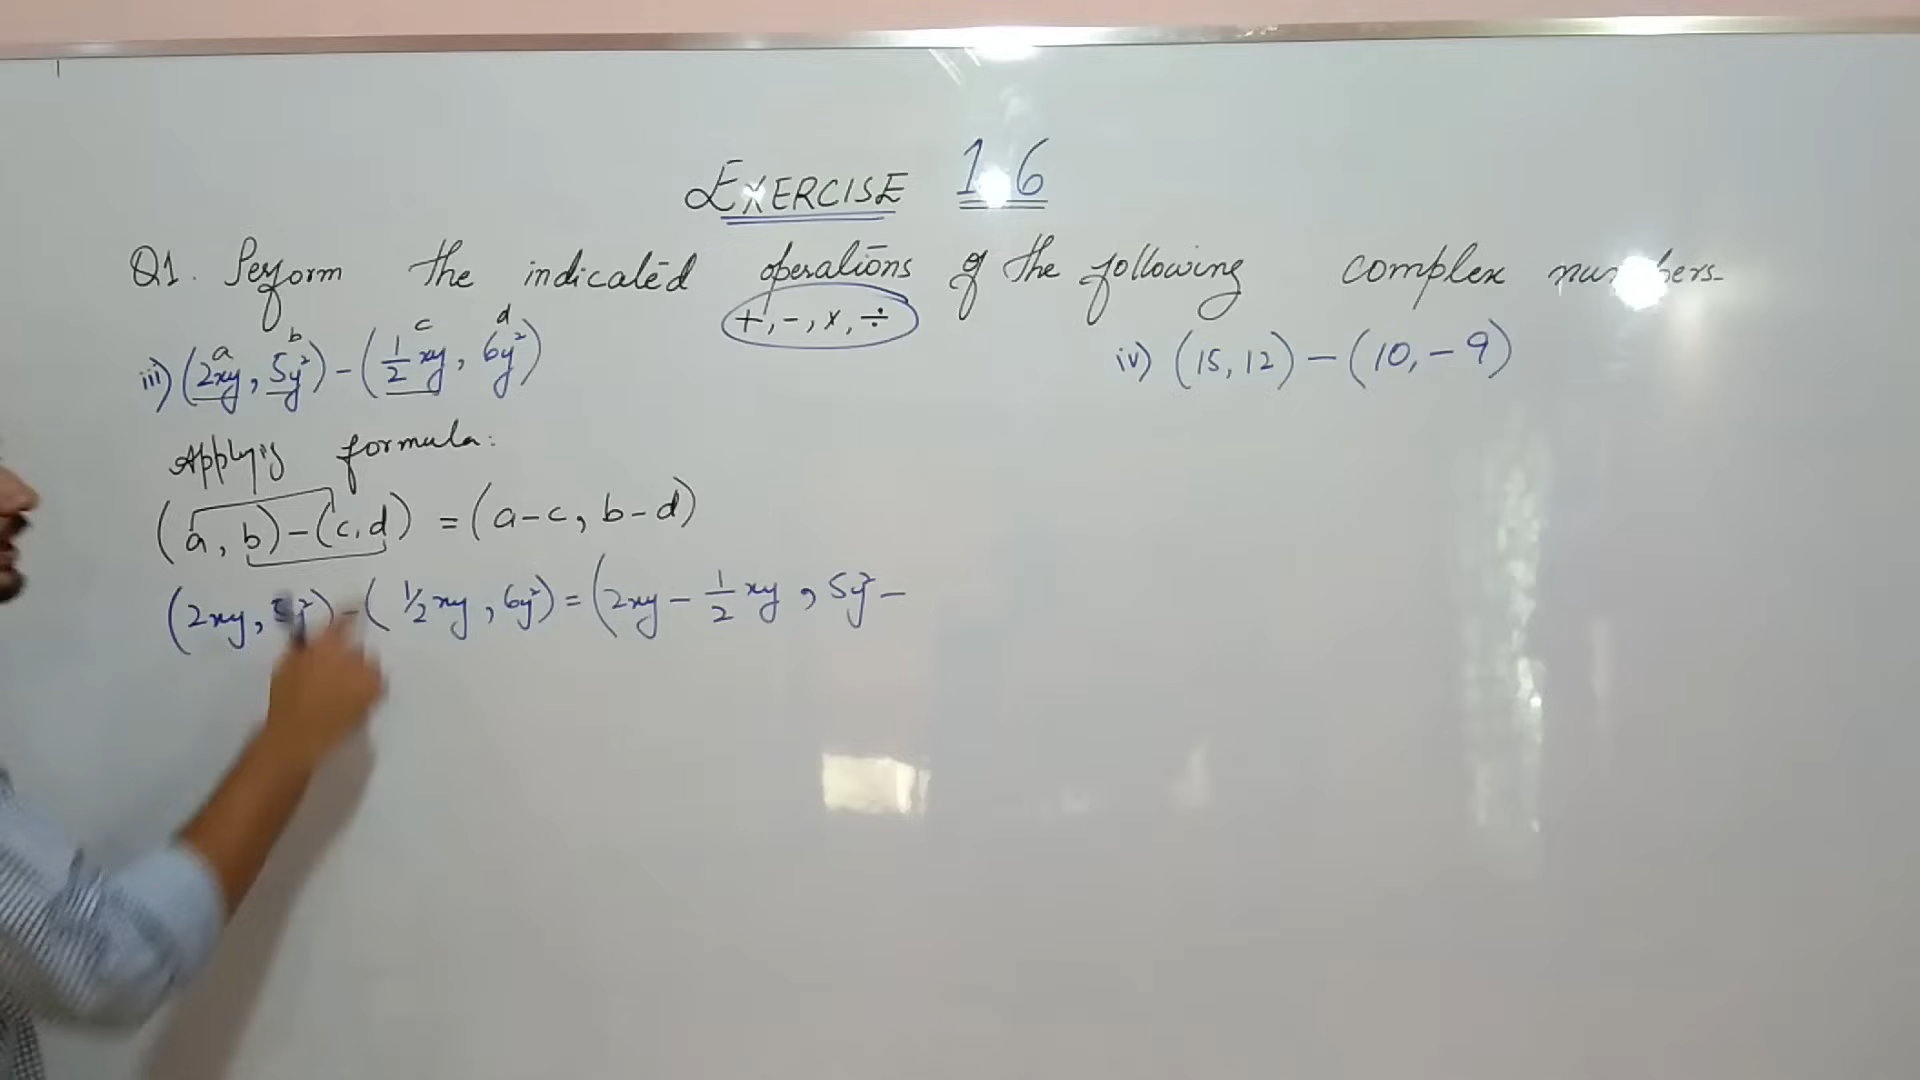 EXERCISE 1.6
Q1. Perform the indicated operations of the following complex numbers.
+, -, x, ÷
a b c d
iii) (2xy, 5y²) - (1/2 xy, 6y²)
iv) (15, 12) - (10, -9)
Applyig formula:
(a, b) - (c, d) = (a-c, b-d)
(2xy, 5y²) - (1/2 xy, 6y²) = (2xy - 1/2 xy, 5y² -